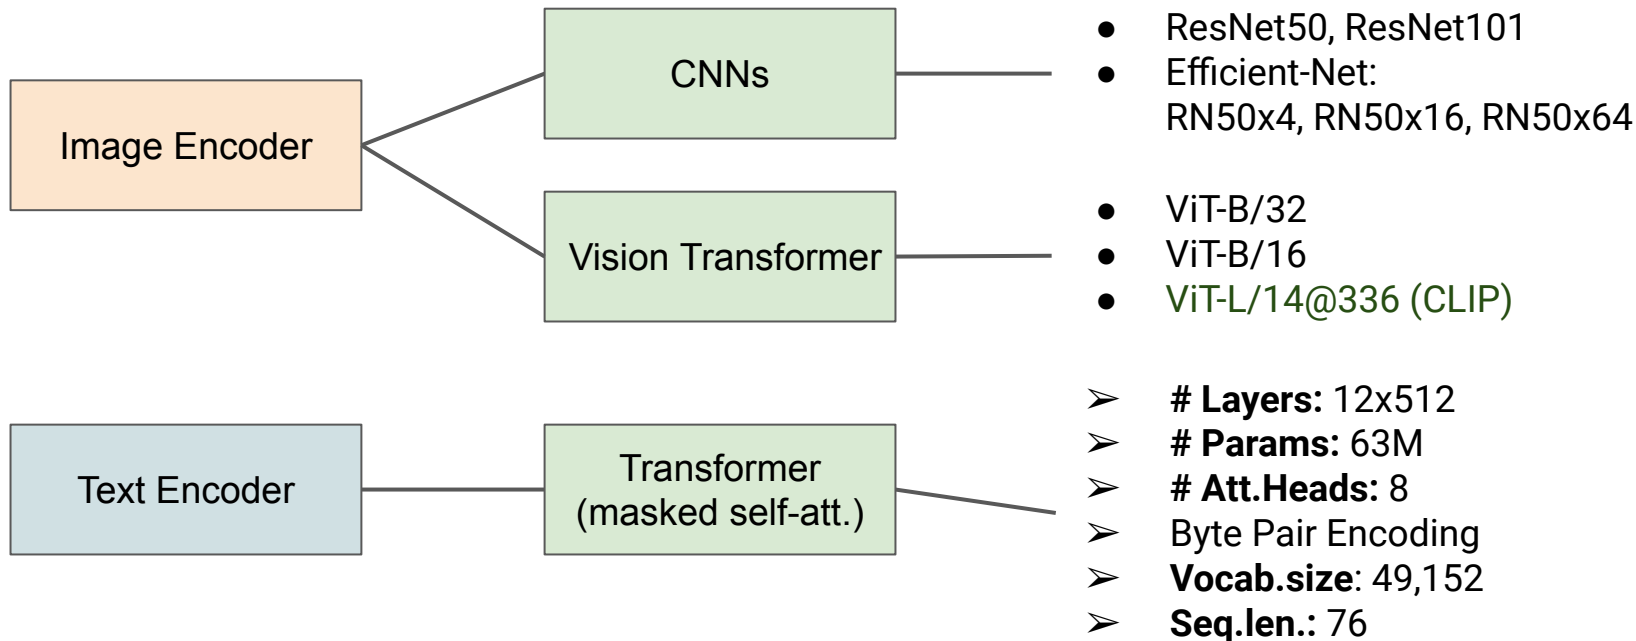 Image Encoder
CNNs
● ResNet50, ResNet101
● Efficient-Net:
RN50x4, RN50x16, RN50x64
Vision Transformer
● ViT-B/32
● ViT-B/16
● ViT-L/14@336 (CLIP)
Text Encoder
Transformer
(masked self-att.)
➢ # Layers: 12x512
➢ # Params: 63M
➢ # Att.Heads: 8
➢ Byte Pair Encoding
➢ Vocab.size: 49,152
➢ Seq.len.: 76